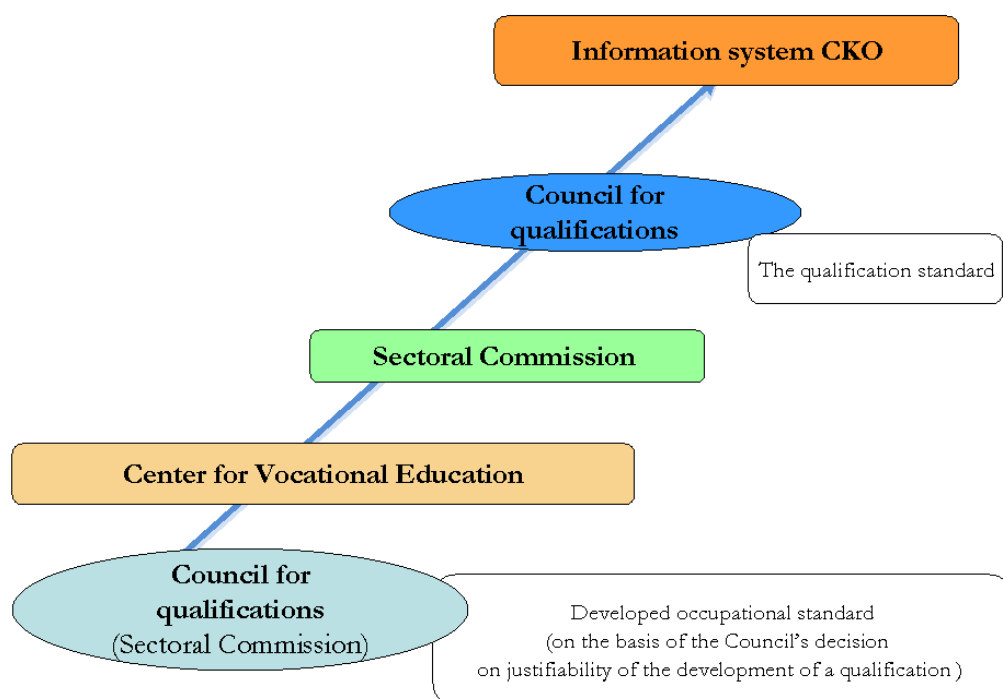 Information system CKO
Council for
qualifications
The qualification standard
Sectoral Commission
Center for Vocational Education
Council for
qualifications
(Sectoral Commission)
Developed occupational standard
(on the basis of the Council's decision
on justifiability of the development of a qualification )